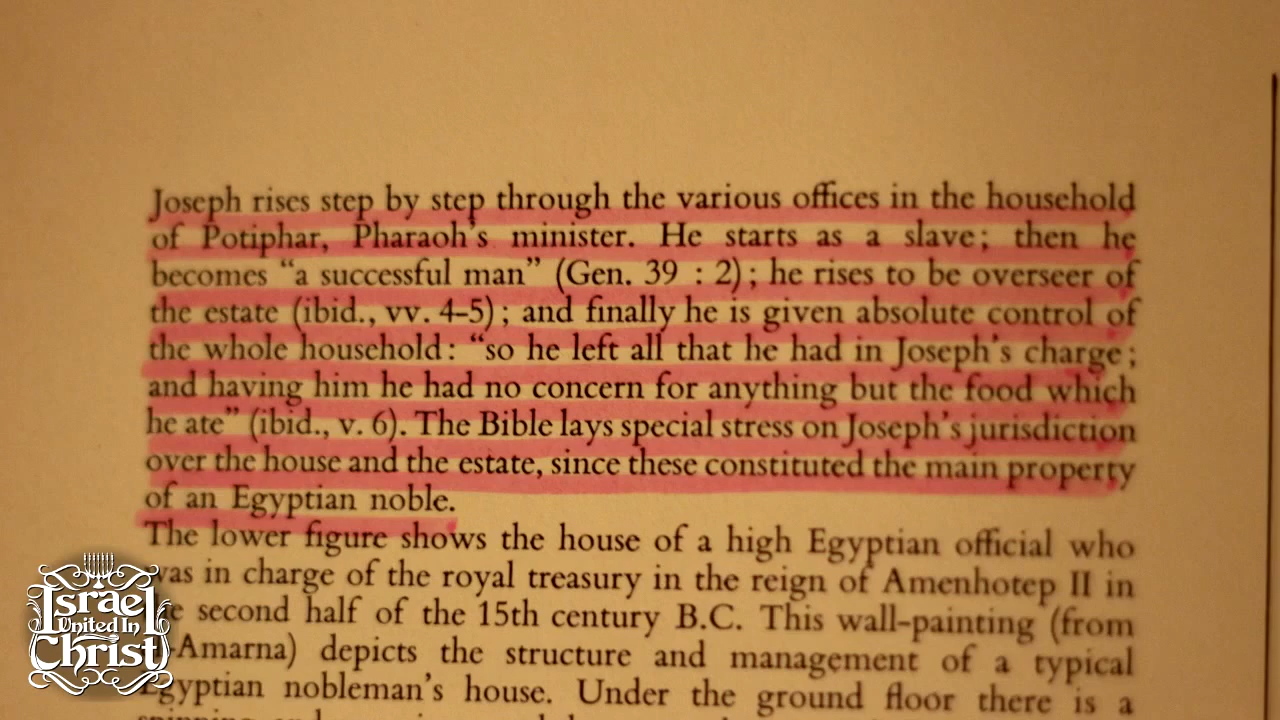 Joseph rises step by step through the various offices in the household
of Potiphar, Pharaoh's minister. He starts as a slave; then he
becomes “a successful man” (Gen. 39 : 2); he rises to be overseer of
the estate (ibid., vv. 4-5); and finally he is given absolute control of
the whole household: “so he left all that he had in Joseph's charge;
and having him he had no concern for anything but the food which
he ate” (ibid., v. 6). The Bible lays special stress on Joseph's jurisdiction
over the house and the estate, since these constituted the main property
of an Egyptian noble.
The lower figure shows the house of a high Egyptian official who
was in charge of the royal treasury in the reign of Amenhotep II in
second half of the 15th century B.C. This wall-painting (from
-Amarna) depicts the structure and management of a typical
Egyptian nobleman's house. Under the ground floor there is a
Israel
United In
Christ